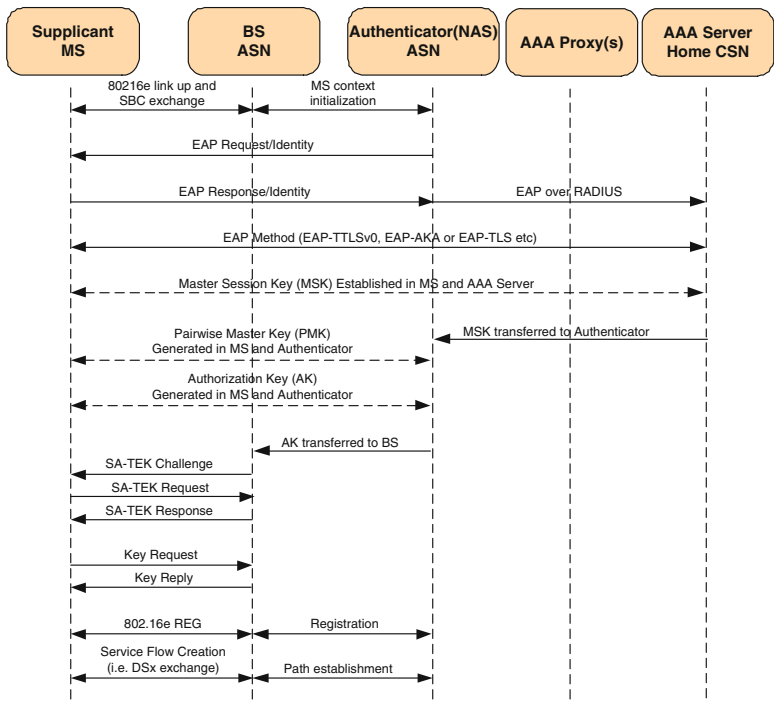 Supplicant
MS
BS
ASN
Authenticator(NAS)
ASN
AAA Proxy(s)
AAA Server
Home CSN
80216e link up and
SBC exchange
MS context
initialization
EAP Request/Identity
EAP Response/Identity
EAP over RADIUS
EAP Method (EAP-TTLSv0, EAP-AKA or EAP-TLS etc)
Master Session Key (MSK) Established in MS and AAA Server
Pairwise Master Key (PMK)
Generated in MS and Authenticator
MSK transferred to Authenticator
Authorization Key (AK)
Generated in MS and Authenticator
AK transferred to BS
SA-TEK Challenge
SA-TEK Request
SA-TEK Response
Key Request
Key Reply
802.16e REG
Registration
Service Flow Creation
(i.e. DSx exchange)
Path establishment